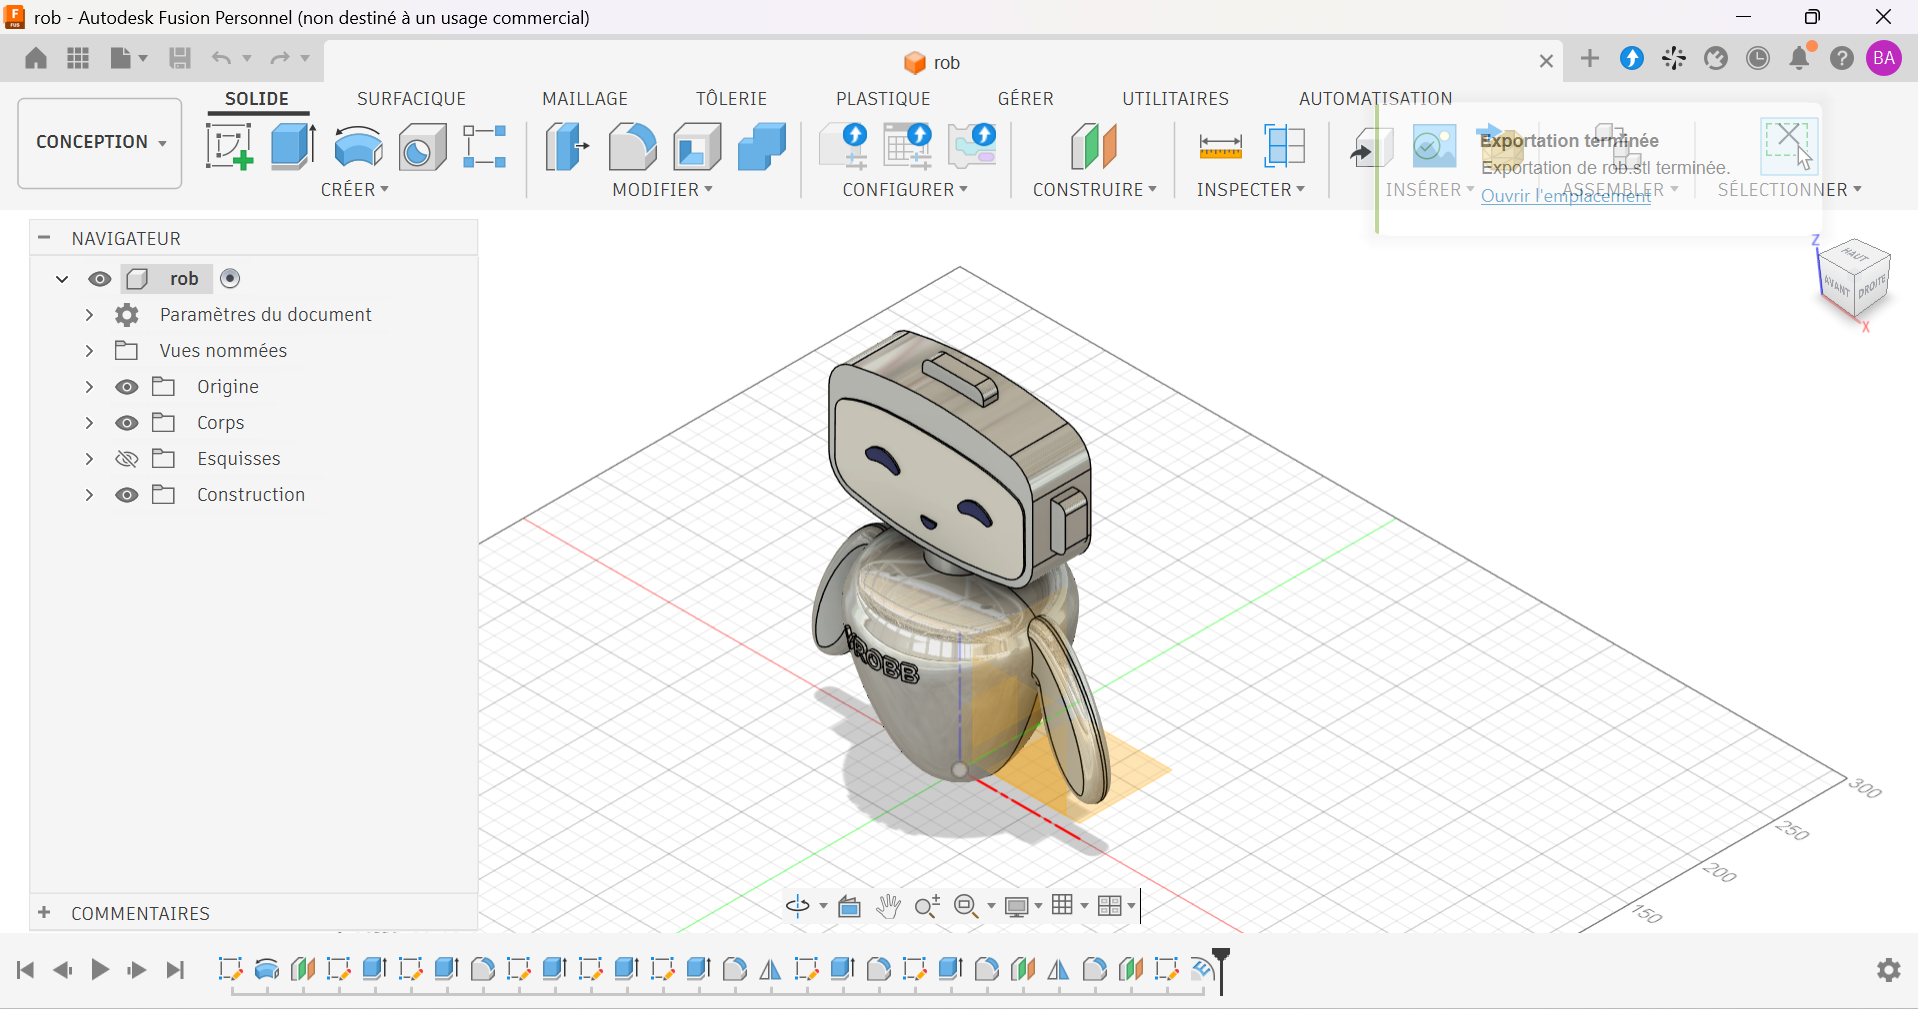 rob - Autodesk Fusion Personnel (non destiné à un usage commercial)
rob
BA
SOLIDE
SURFACIQUE
MAILLAGE
TÔLERIE
PLASTIQUE
GÉRER
UTILITAIRES
AUTOMATISATION
CONCEPTION
CRÉER
MODIFIER
CONFIGURER
CONSTRUIRE
INSPECTER
INSÉRER
ASSEMBLER
SÉLECTIONNER
Exportation terminée
Exportation de rob.stl terminée.
Ouvrir l'emplacement
NAVIGATEUR
rob
Paramètres du document
Vues nommées
Origine
Corps
Esquisses
Construction
Z
HAUT
AVANT
DROITE
X
ROBB
300
250
200
150
COMMENTAIRES